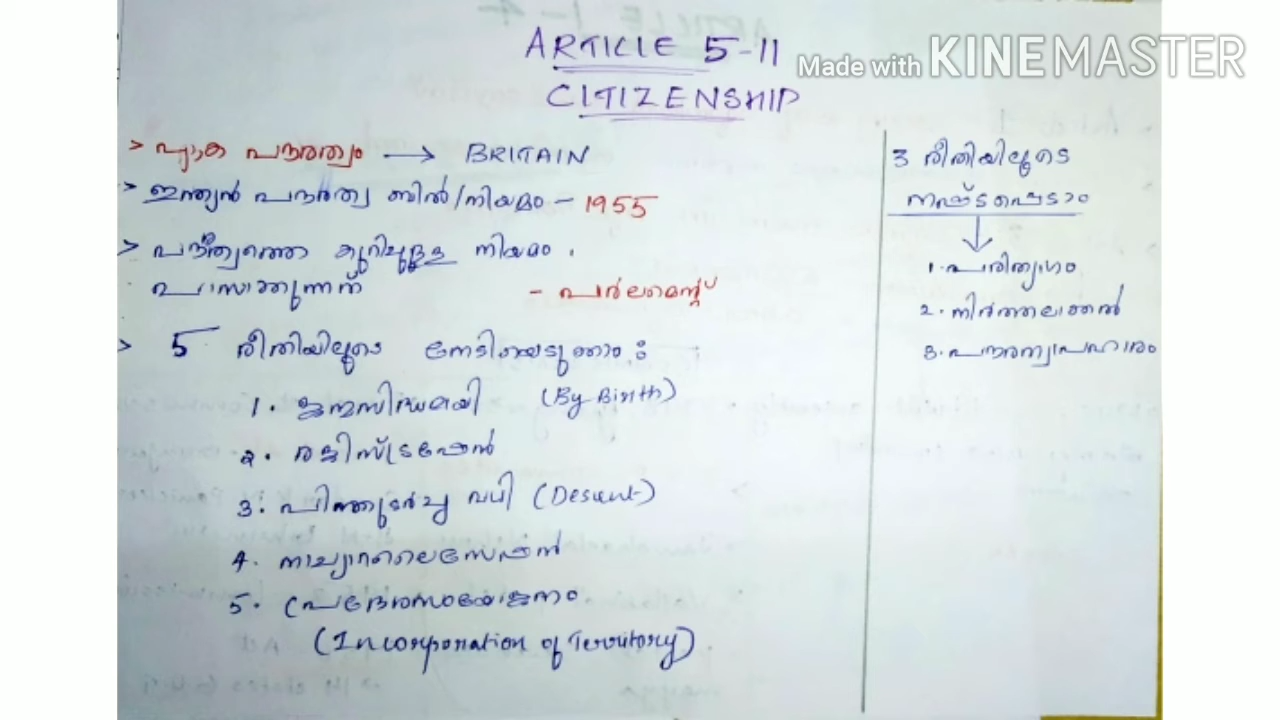 ARTICLE 5-11
Made with KINEMASTER
CITIZENSHIP
> ഏക പൗരത്വം → BRITAIN
> ഇന്ത്യൻ പൗരത്വ ബിൽ/നിയമം - 1955
> പൗരത്വത്തെ കുറിച്ചുള്ള നിയമം
പാസാക്കുന്നത് - പാർലമെന്റ്
> 5 രീതിയിലൂടെ നേടിയെടുക്കാം :
1. ജന്മസിദ്ധമായി (By Birth)
2. രജിസ്ട്രേഷൻ
3. പിന്തുടർച്ച വഴി (Descent)
4. നാച്യുറലൈസേഷൻ
5. പ്രദേശസംയോജനം
(Incorporation of Territory)
3 രീതിയിലൂടെ
നഷ്ടപ്പെടാം
1. പരിത്യാഗം
2. നിർത്തലാക്കൽ
3. പൗരത്വാപഹാരം